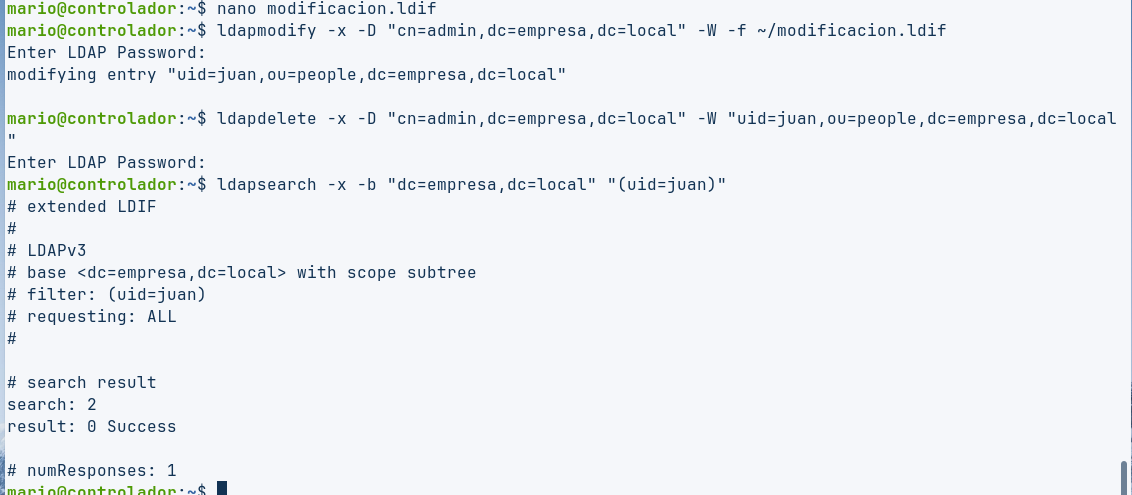 mario@controlador:~$ nano modificacion.ldif
mario@controlador:~$ ldapmodify -x -D "cn=admin,dc=empresa,dc=local" -W -f ~/modificacion.ldif
Enter LDAP Password:
modifying entry "uid=juan,ou=people,dc=empresa,dc=local"
mario@controlador:~$ ldapdelete -x -D "cn=admin,dc=empresa,dc=local" -W "uid=juan,ou=people,dc=empresa,dc=local
"
Enter LDAP Password:
mario@controlador:~$ ldapsearch -x -b "dc=empresa,dc=local" "(uid=juan)"
# extended LDIF
#
# LDAPv3
# base <dc=empresa,dc=local> with scope subtree
# filter: (uid=juan)
# requesting: ALL
#
# search result
search: 2
result: 0 Success
# numResponses: 1
mario@controlador:~$